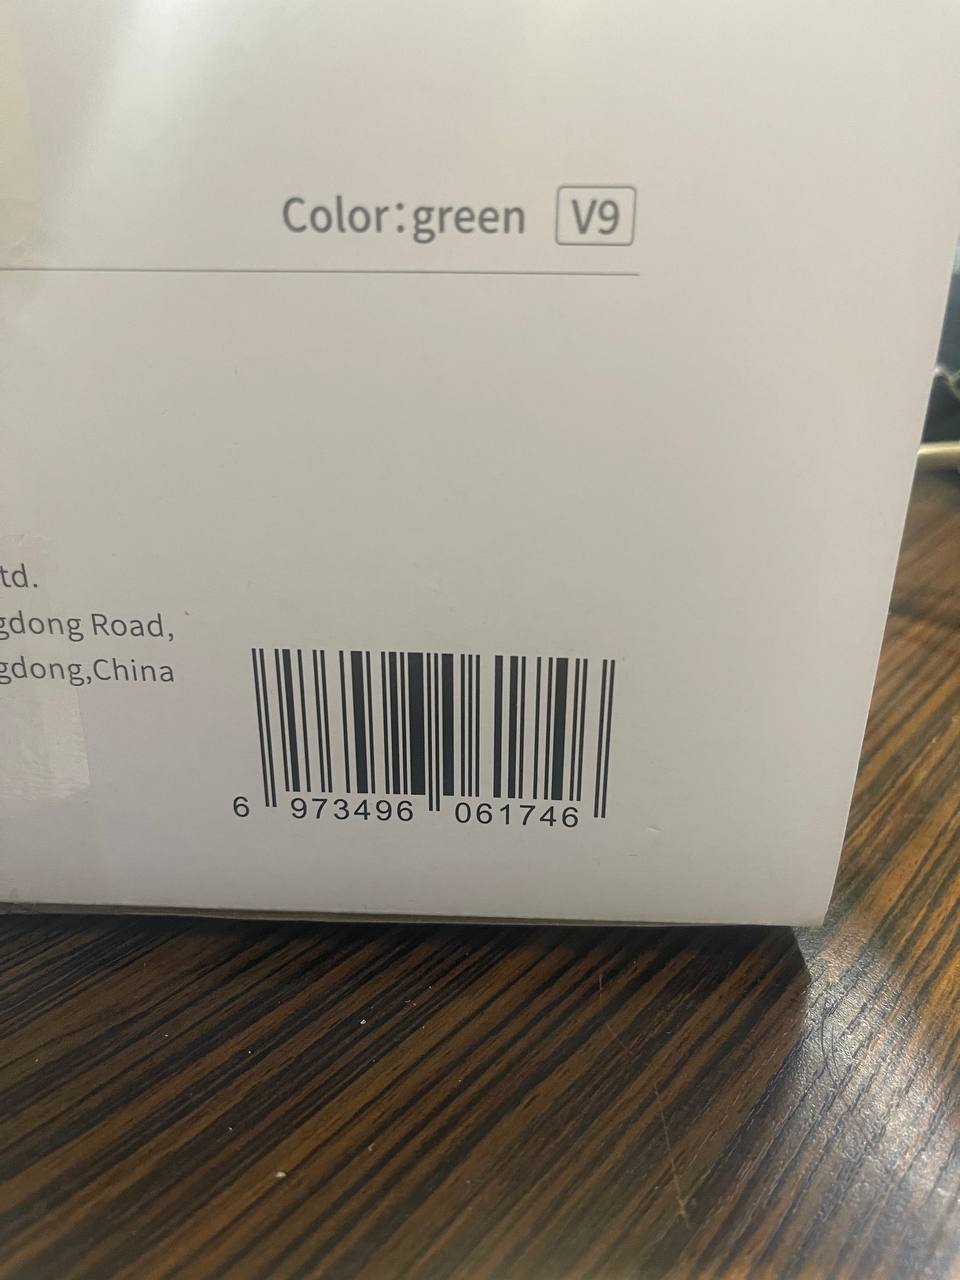 Color:green V9
td.
gdong Road,
gdong,China
6 973496 061746